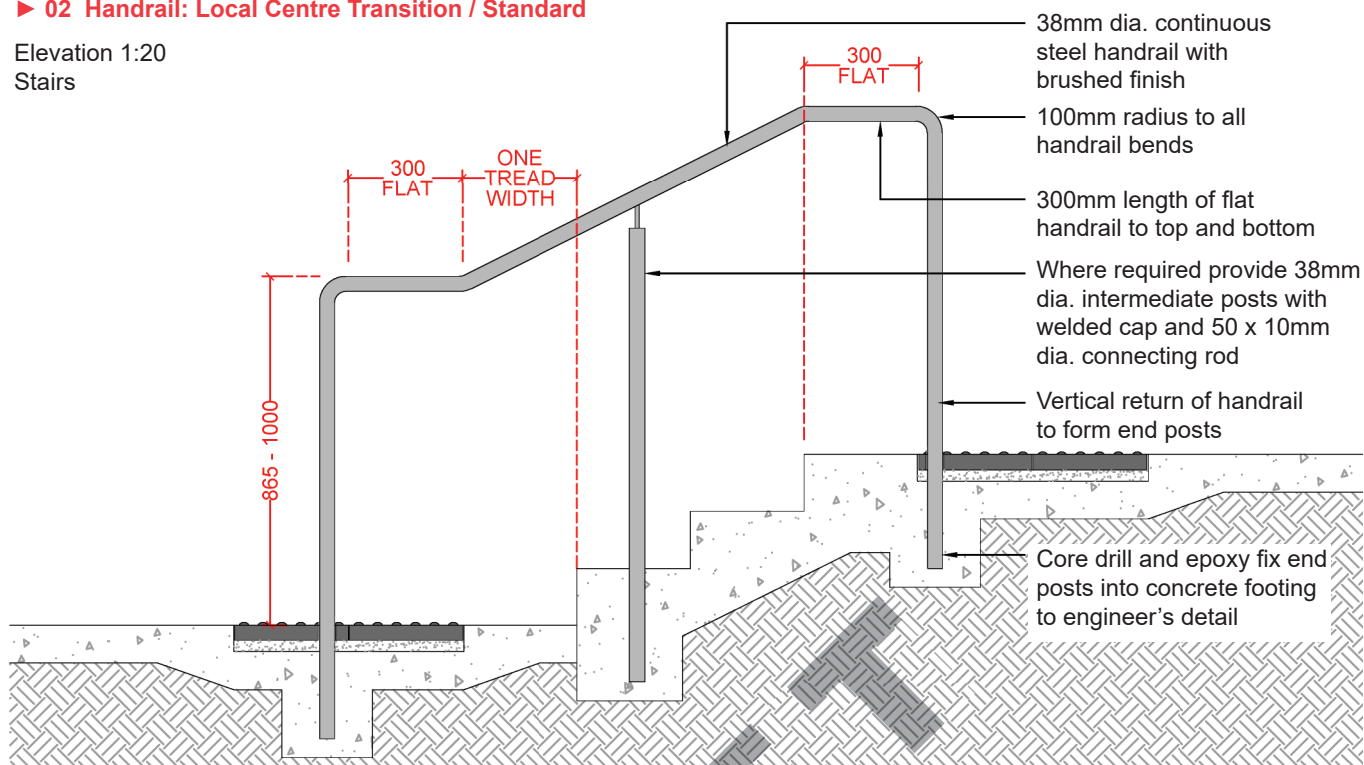 ► 02 Handrail: Local Centre Transition / Standard
Elevation 1:20
Stairs
300
FLAT
ONE
TREAD
WIDTH
300
FLAT
865 - 1000
38mm dia. continuous
steel handrail with
brushed finish
100mm radius to all
handrail bends
300mm length of flat
handrail to top and bottom
Where required provide 38mm
dia. intermediate posts with
welded cap and 50 x 10mm
dia. connecting rod
Vertical return of handrail
to form end posts
Core drill and epoxy fix end
posts into concrete footing
to engineer’s detail